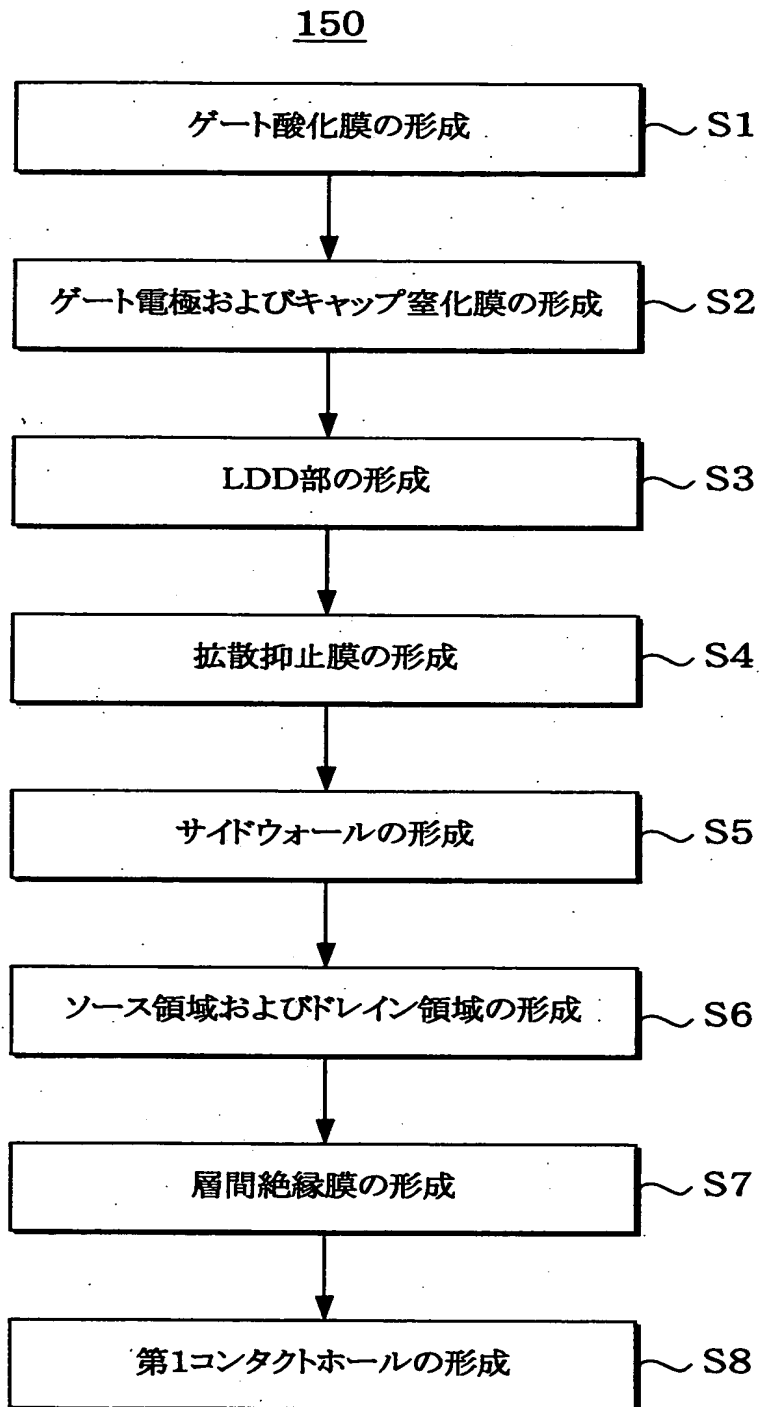 150
ゲート酸化膜の形成 S1
ゲート電極およびキャップ窒化膜の形成 S2
LDD部の形成 S3
拡散抑止膜の形成 S4
サイドウォールの形成 S5
ソース領域およびドレイン領域の形成 S6
層間絶縁膜の形成 S7
第1コンタクトホールの形成 S8